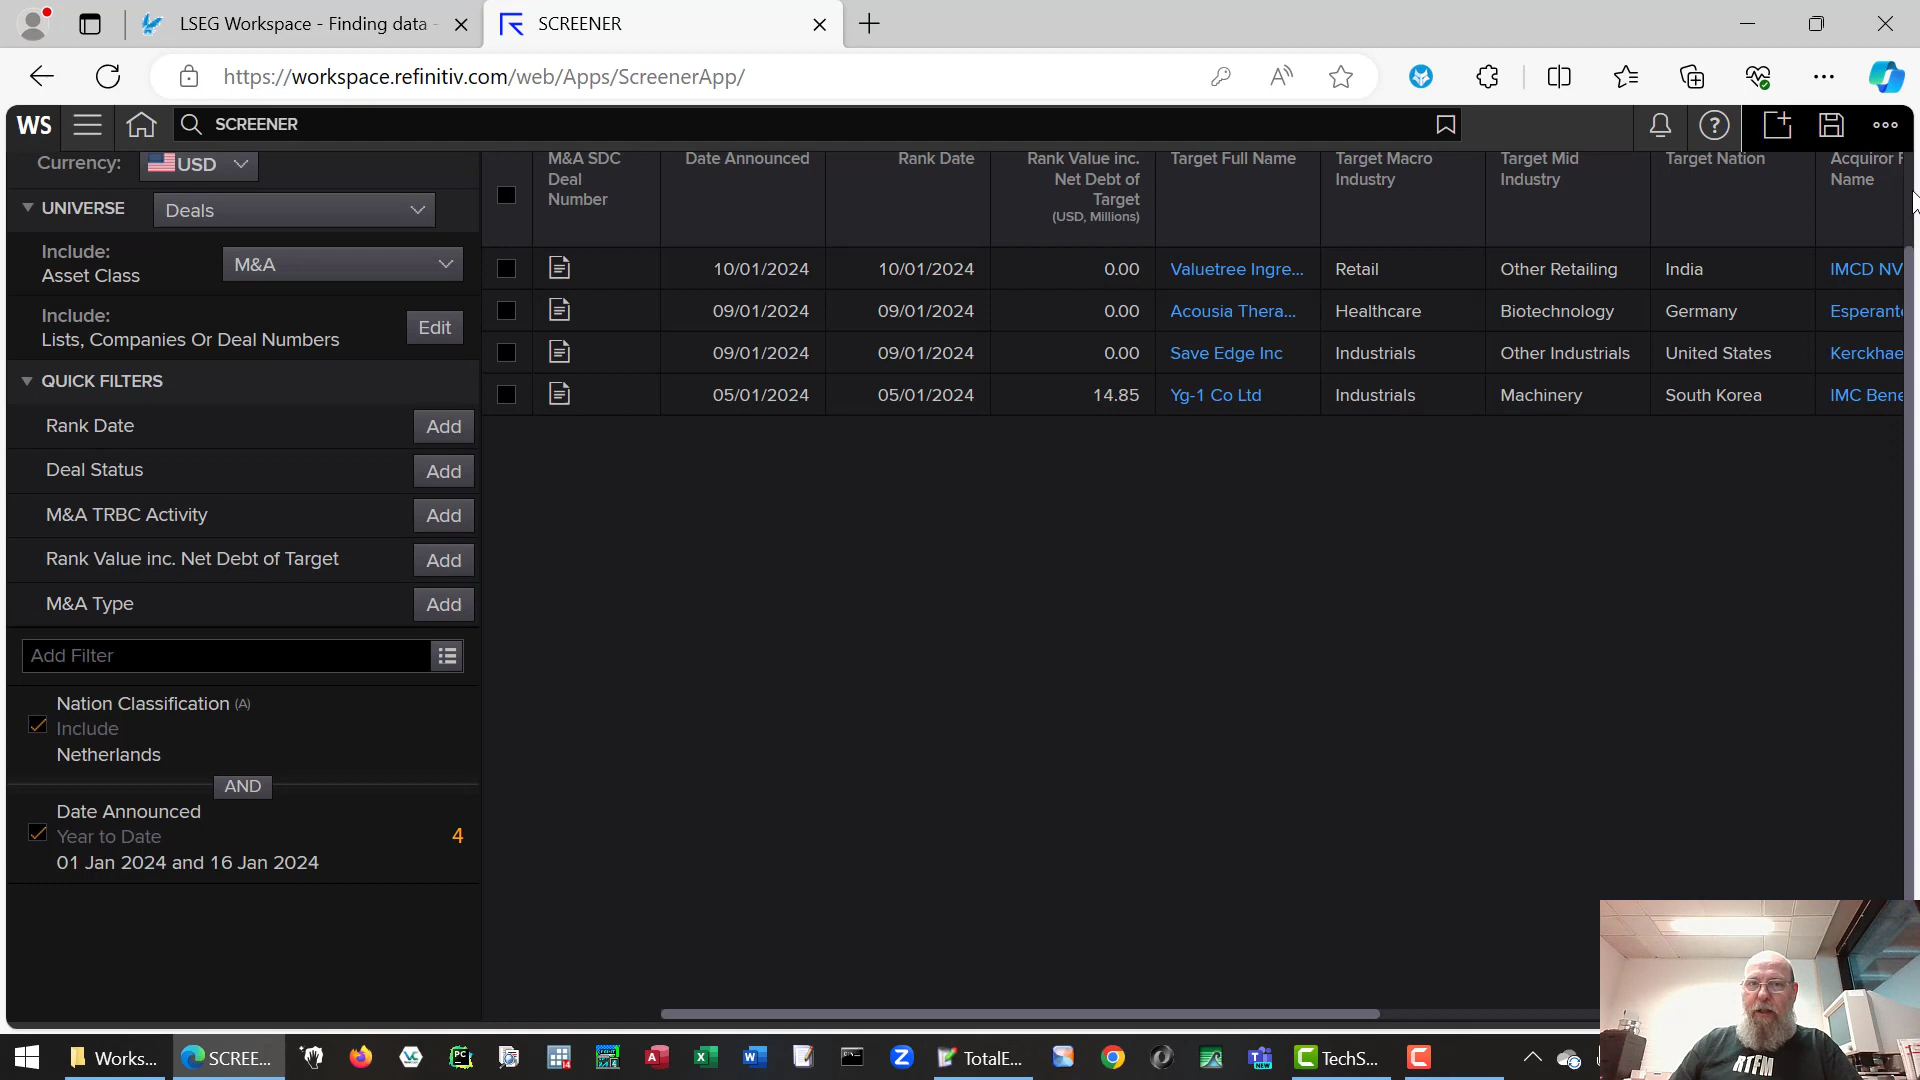 LSEG Workspace - Finding data -
SCREENER
https://workspace.refinitiv.com/web/Apps/ScreenerApp/
WS
SCREENER
Currency:
USD
UNIVERSE
Deals
Include:
Asset Class
M&A
Include:
Lists, Companies Or Deal Numbers
Edit
QUICK FILTERS
Rank Date
Add
Deal Status
Add
M&A TRBC Activity
Add
Rank Value inc. Net Debt of Target
Add
M&A Type
Add
Add Filter
Nation Classification (A)
Include
Netherlands
AND
Date Announced
Year to Date
4
01 Jan 2024 and 16 Jan 2024
M&A SDC
Deal
Number
Date Announced
Rank Date
Rank Value inc.
Net Debt of
Target
(USD, Millions)
Target Full Name
Target Macro
Industry
Target Mid
Industry
Target Nation
Acquiror F
Name
10/01/2024 10/01/2024 0.00 Valuetree Ingre... Retail Other Retailing India IMCD NV
09/01/2024 09/01/2024 0.00 Acousia Thera... Healthcare Biotechnology Germany Esperante
09/01/2024 09/01/2024 0.00 Save Edge Inc Industrials Other Industrials United States Kerckhae
05/01/2024 05/01/2024 14.85 Yg-1 Co Ltd Industrials Machinery South Korea IMC Bene
RTFM
Works...
SCREE...
TotalE...
TechS...